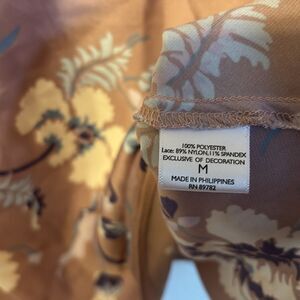 100% POLYESTER
Lace: 89% NYLON, 11% SPANDEX
EXCLUSIVE OF DECORATION
M
MADE IN PHILIPPINES
RN 89782